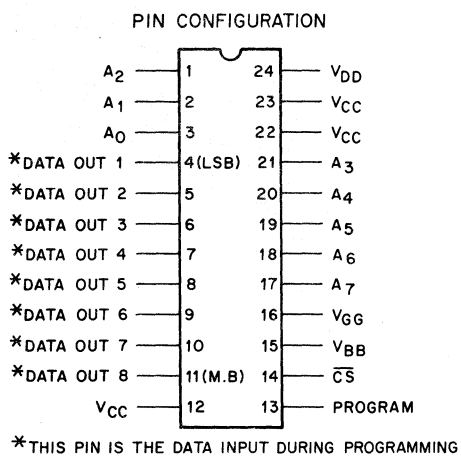 PIN CONFIGURATION
A2 1 24 VDD
A1 2 23 VCC
A0 3 22 VCC
*DATA OUT 1 4(LSB) 21 A3
*DATA OUT 2 5 20 A4
*DATA OUT 3 6 19 A5
*DATA OUT 4 7 18 A6
*DATA OUT 5 8 17 A7
*DATA OUT 6 9 16 VGG
*DATA OUT 7 10 15 VBB
*DATA OUT 8 11(M.B) 14 C̅S̅
VCC 12 13 PROGRAM
*THIS PIN IS THE DATA INPUT DURING PROGRAMMING